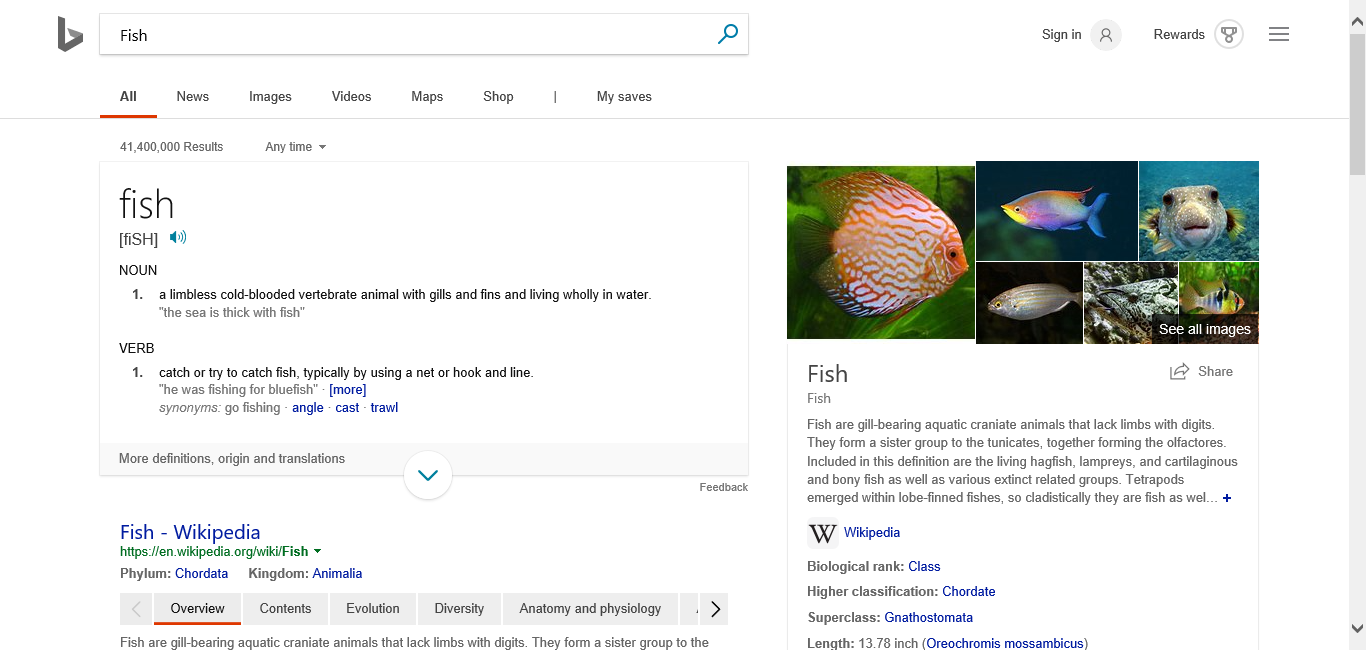 Fish
Sign in
Rewards
All
News
Images
Videos
Maps
Shop
|
My saves
41,400,000 Results
Any time
fish
[fiSH]
NOUN
1. a limbless cold-blooded vertebrate animal with gills and fins and living wholly in water.
"the sea is thick with fish"
VERB
1. catch or try to catch fish, typically by using a net or hook and line.
"he was fishing for bluefish" · [more]
synonyms: go fishing · angle · cast · trawl
More definitions, origin and translations
Feedback
Fish - Wikipedia
https://en.wikipedia.org/wiki/Fish
Phylum: Chordata Kingdom: Animalia
Overview
Contents
Evolution
Diversity
Anatomy and physiology
Fish are gill-bearing aquatic craniate animals that lack limbs with digits. They form a sister group to the
See all images
Fish
Share
Fish
Fish are gill-bearing aquatic craniate animals that lack limbs with digits.
They form a sister group to the tunicates, together forming the olfactores.
Included in this definition are the living hagfish, lampreys, and cartilaginous
and bony fish as well as various extinct related groups. Tetrapods
emerged within lobe-finned fishes, so cladistically they are fish as wel... +
W Wikipedia
Biological rank: Class
Higher classification: Chordate
Superclass: Gnathostomata
Length: 13.78 inch (Oreochromis mossambicus)